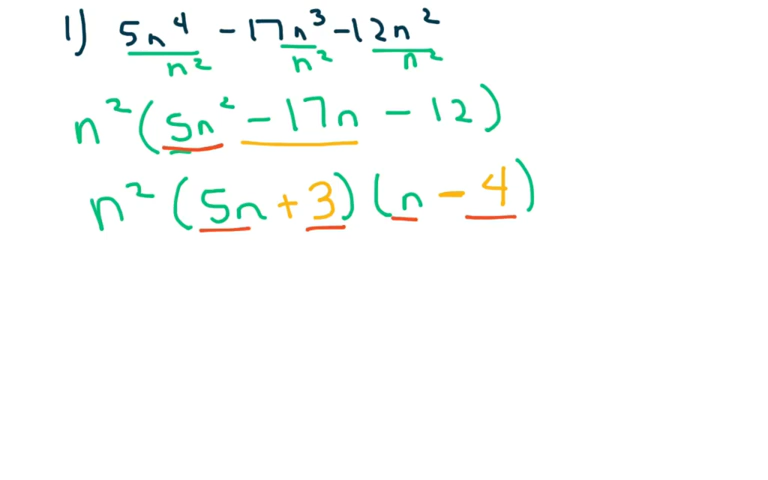 1) 5n⁴ - 17n³ - 12n²
n² n² n²
n²(5n² - 17n - 12)
n²(5n + 3)(n - 4)